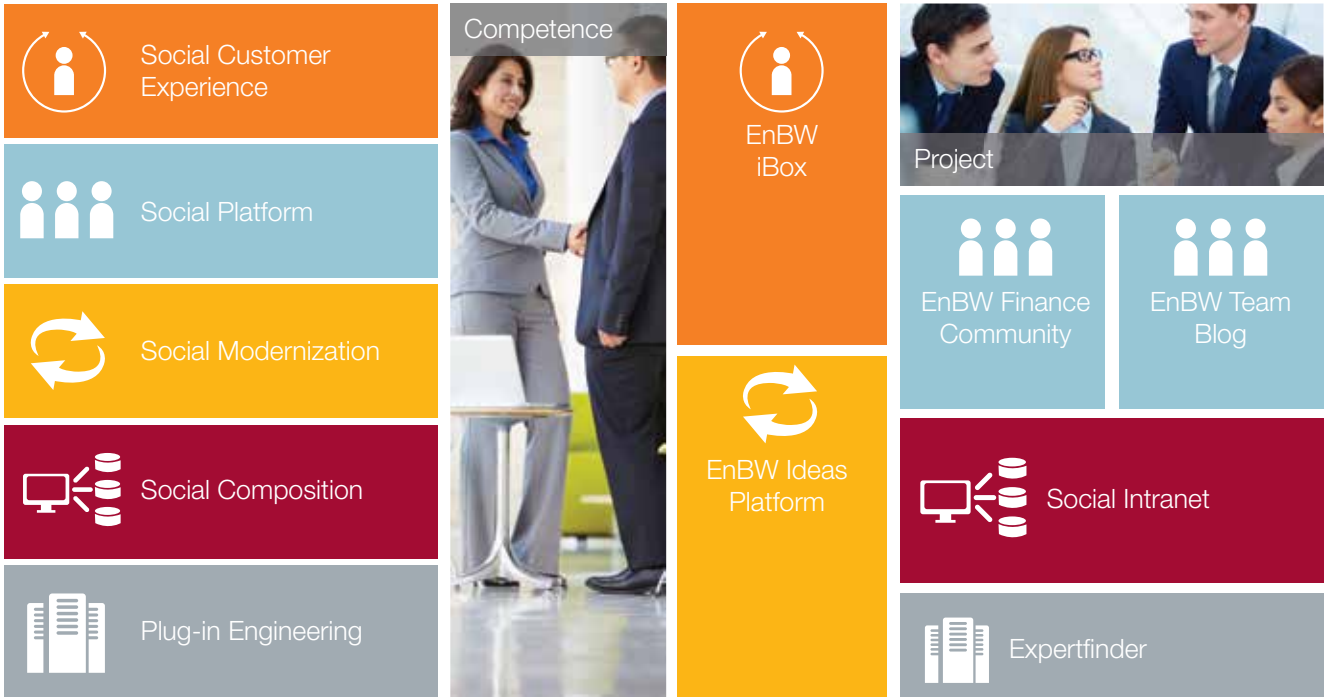 Social Customer
Experience
Social Platform
Social Modernization
Social Composition
Plug-in Engineering
Competence
EnBW
iBox
EnBW Ideas
Platform
Project
EnBW Finance
Community
EnBW Team
Blog
Social Intranet
Expertfinder